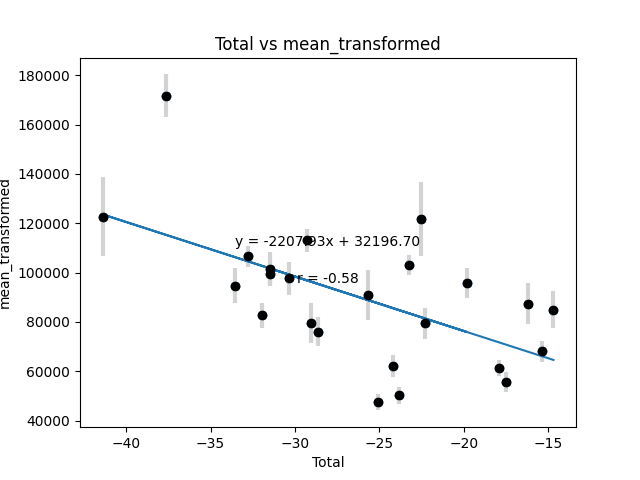 Total vs mean_transformed
180000
160000
140000
120000
100000
80000
60000
40000
mean_transformed
y = -2207.93x + 32196.70
r = -0.58
−40 −35 −30 −25 −20 −15
Total